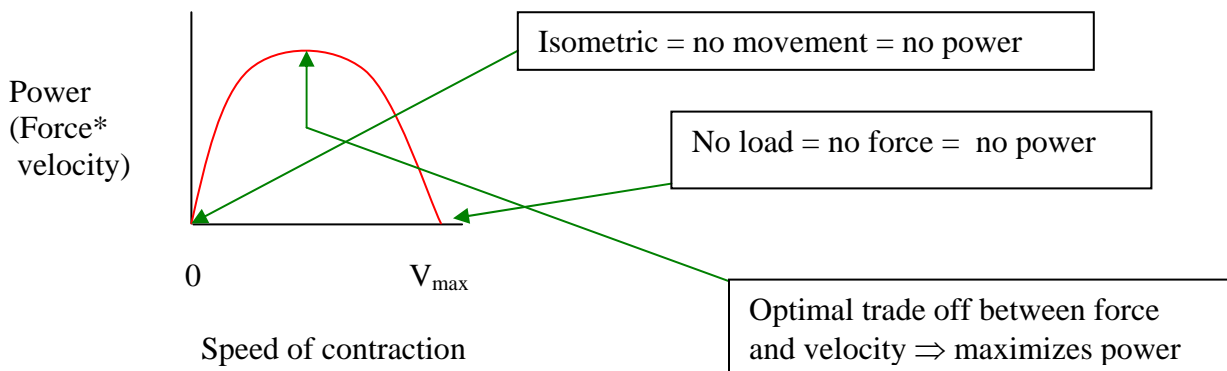 Isometric = no movement = no power
Power
(Force*
velocity)
No load = no force = no power
0
V_max
Speed of contraction
Optimal trade off between force
and velocity ⇒ maximizes power